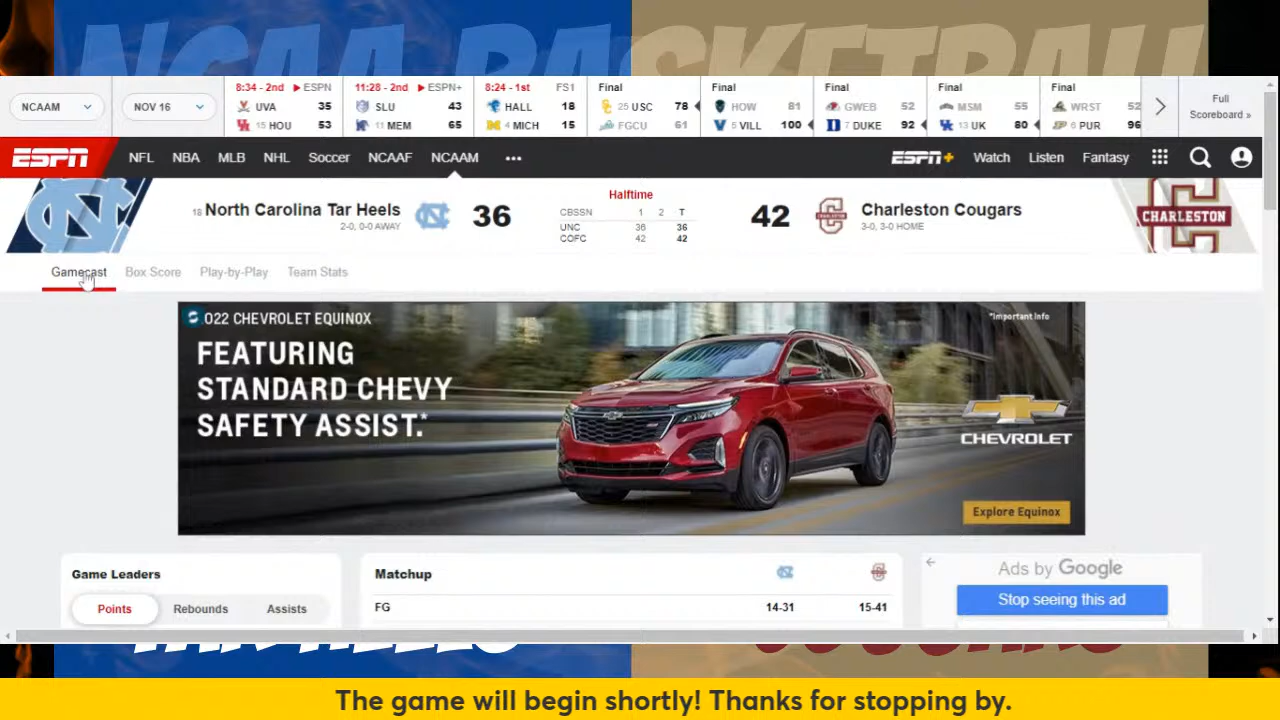 NCAA BASKETBALL
NCAAM
NOV 16
8:34 - 2nd ESPN
UVA 35
15 HOU 53
11:28 - 2nd ESPN+
SLU 43
11 MEM 65
8:24 - 1st FS1
HALL 18
4 MICH 15
Final
25 USC 78
FGCU 61
Final
HOW 81
5 VILL 100
Final
GWEB 52
7 DUKE 92
Final
MSM 55
13 UK 80
Final
WRST 52
6 PUR 96
Full
Scoreboard »
ESPN NFL NBA MLB NHL Soccer NCAAF NCAAM ••• ESPN+ Watch Listen Fantasy
18 North Carolina Tar Heels
2-0, 0-0 AWAY
36
Halftime
CBSSN 1 2 T
UNC 36 36
COFC 42 42
42
Charleston Cougars
3-0, 3-0 HOME
CHARLESTON
Gamecast Box Score Play-by-Play Team Stats
022 CHEVROLET EQUINOX
*Important Info
FEATURING
STANDARD CHEVY
SAFETY ASSIST.*
CHEVROLET
Explore Equinox
Game Leaders
Points Rebounds Assists
Matchup
FG 14-31 15-41
Ads by Google
Stop seeing this ad
The game will begin shortly! Thanks for stopping by.